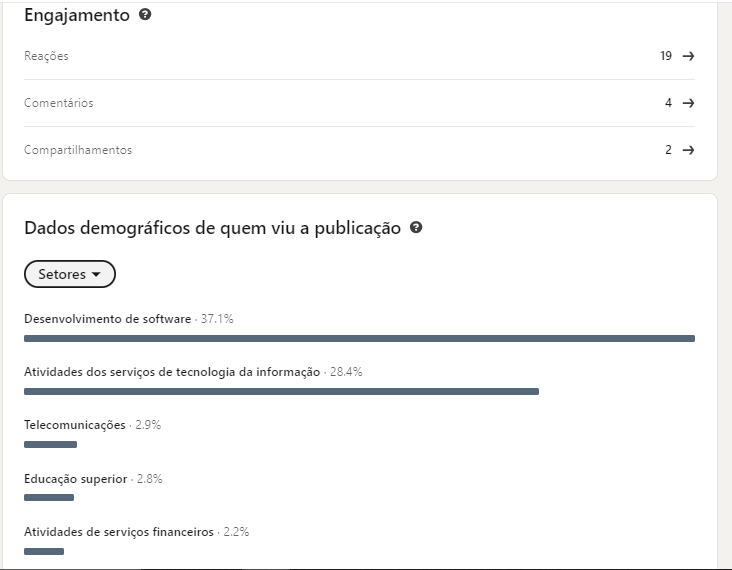 Engajamento
Reações 19
Comentários 4
Compartilhamentos 2
Dados demográficos de quem viu a publicação
Setores
Desenvolvimento de software · 37.1%
Atividades dos serviços de tecnologia da informação · 28.4%
Telecomunicações · 2.9%
Educação superior · 2.8%
Atividades de serviços financeiros · 2.2%